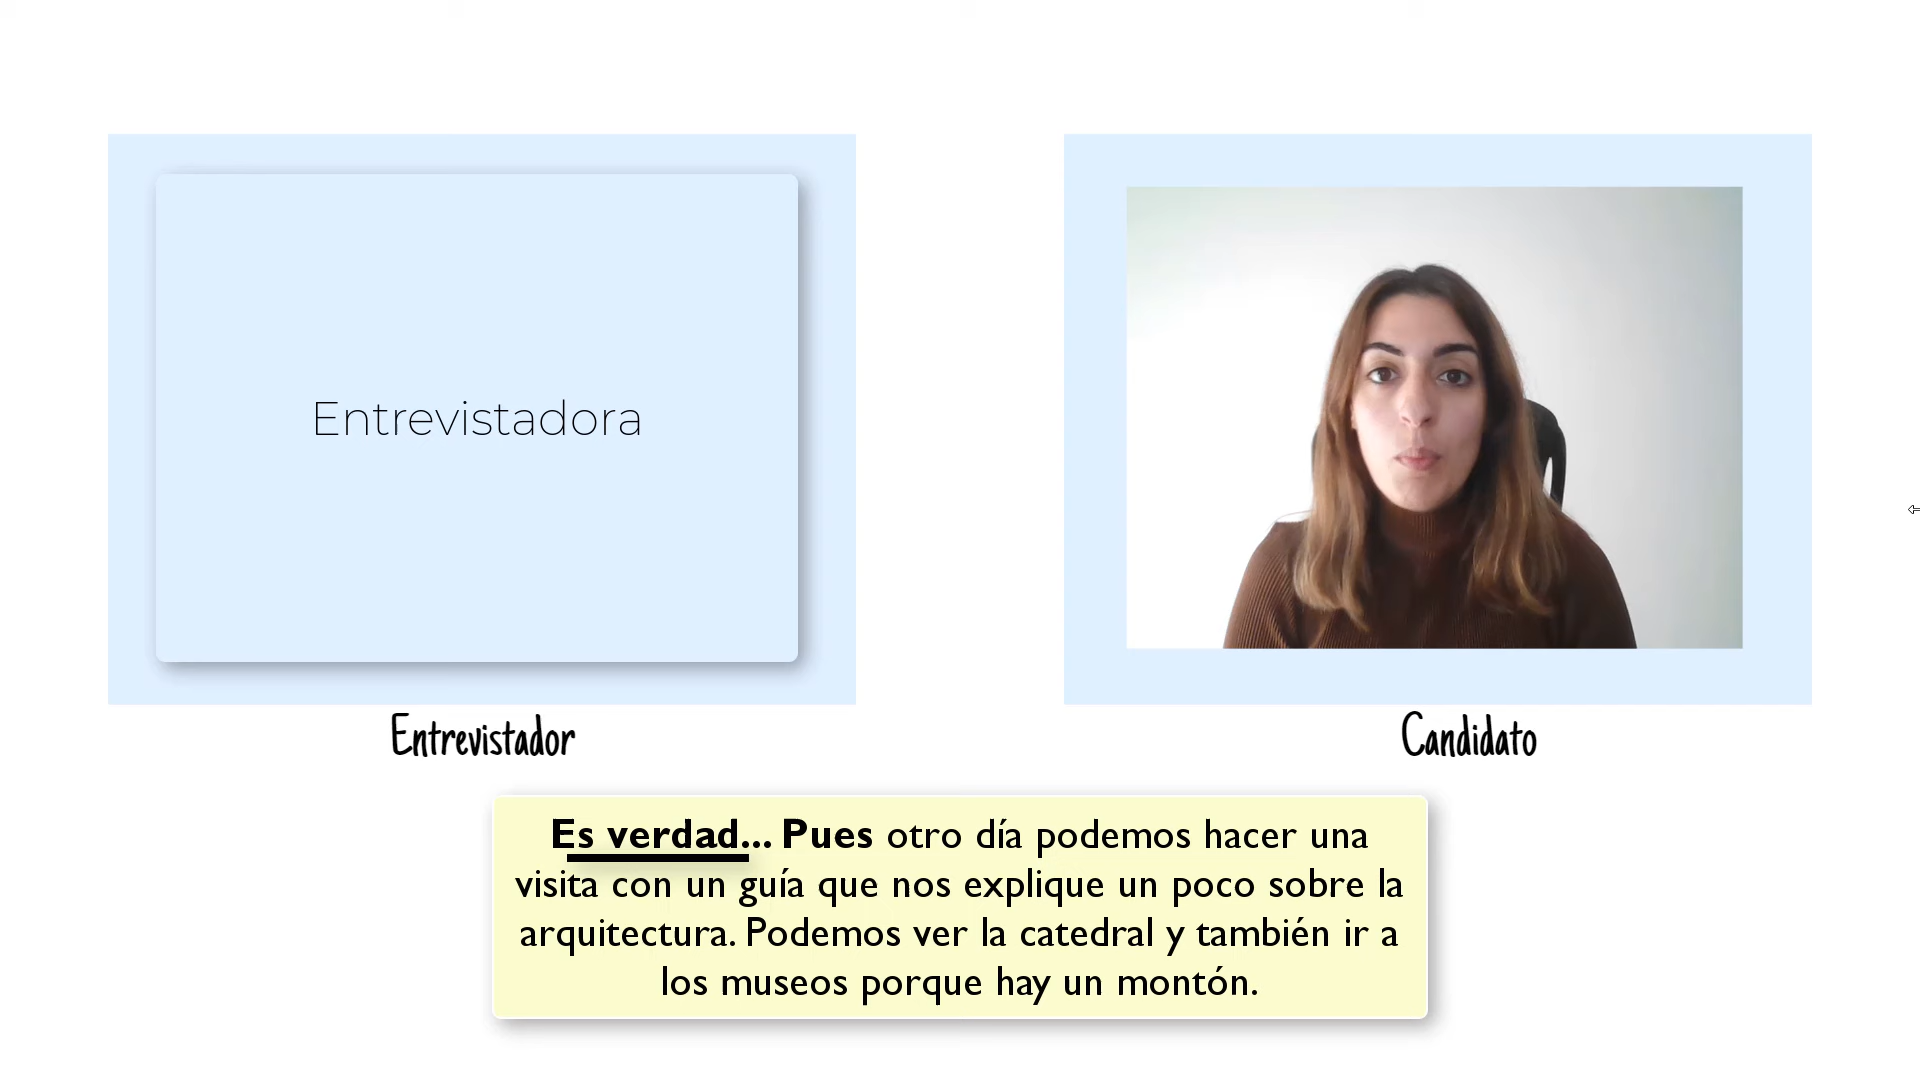 Entrevistadora
Entrevistador
Candidato
Es verdad... Pues otro día podemos hacer una
visita con un guía que nos explique un poco sobre la
arquitectura. Podemos ver la catedral y también ir a
los museos porque hay un montón.